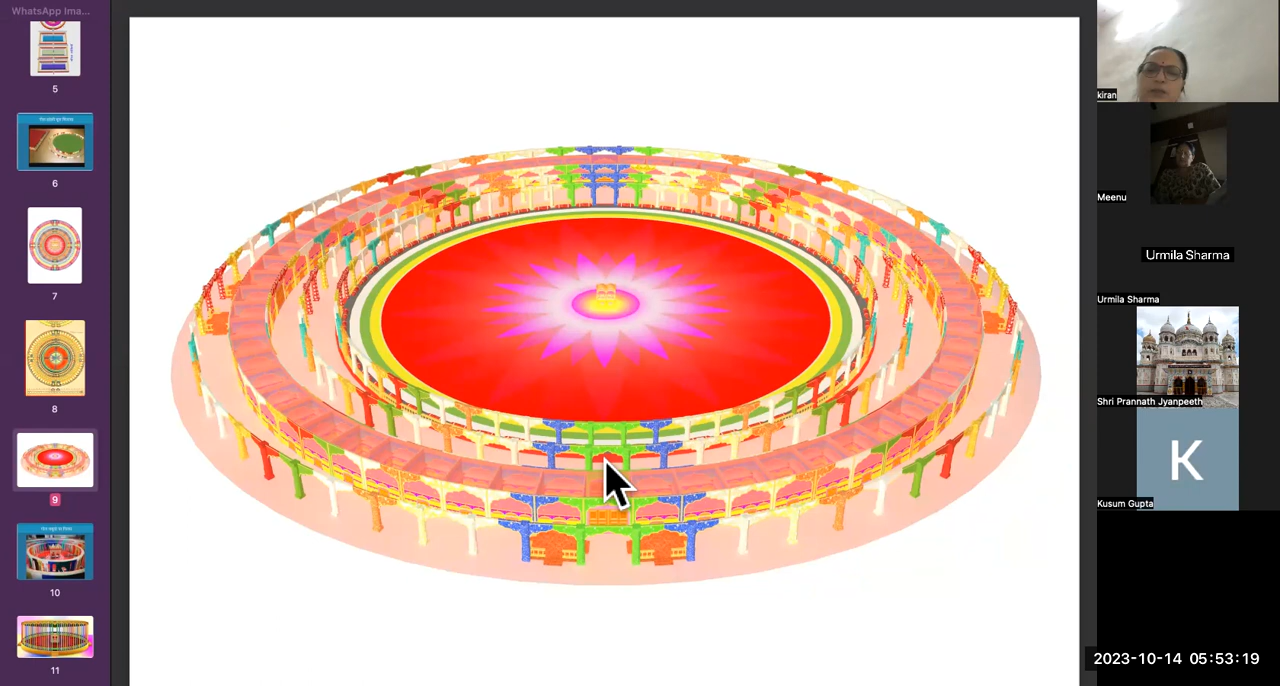 WhatsApp Ima...
5
6
7
8
9
10
11
kiran
Meenu
Urmila Sharma
Urmila Sharma
Shri Prannath Jyanpeeth
K
Kusum Gupta
2023-10-14 05:53:19